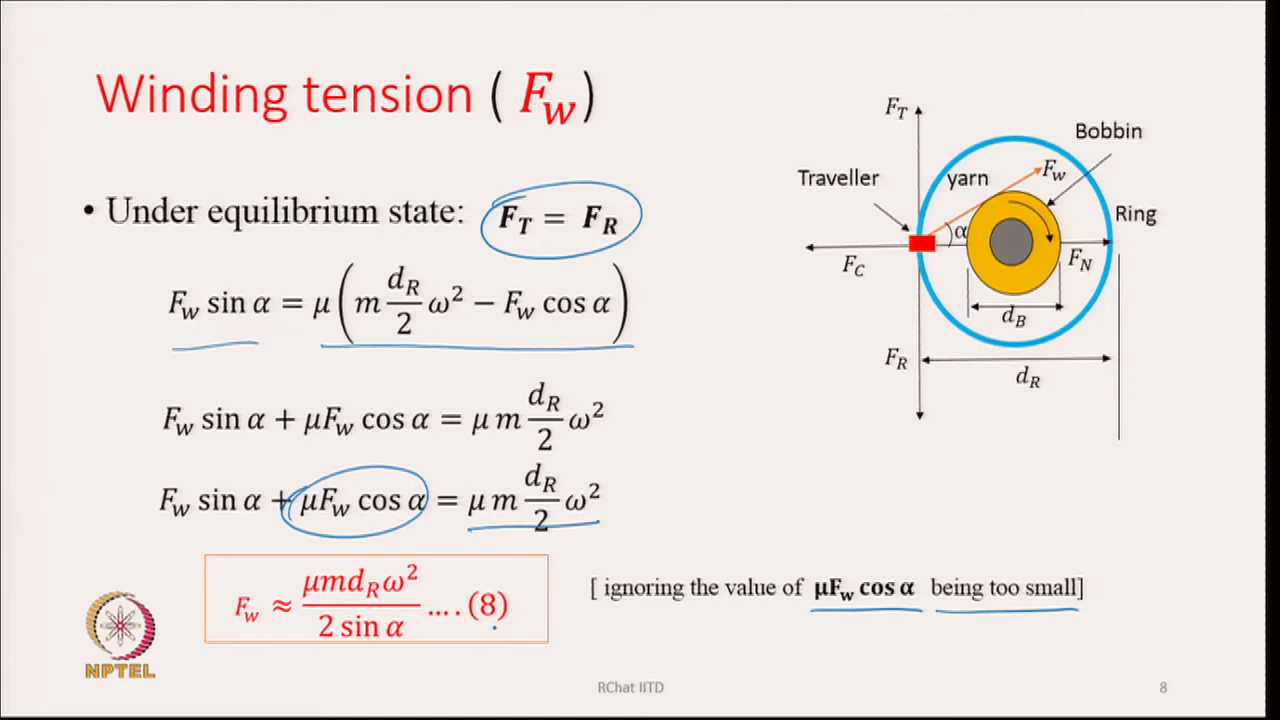 Winding tension ( F_w)
• Under equilibrium state: F_T = F_R
F_w sin α = μ(m d_R/2 ω² − F_w cos α)
F_w sin α + μF_w cos α = μ m d_R/2 ω²
F_w sin α + μF_w cos α = μ m d_R/2 ω²
F_w ≈ μmd_Rω²/2 sin α ... . (8)
[ ignoring the value of μF_w cos α being too small]
F_T
Bobbin
Traveller
yarn
F_w
Ring
α
F_C
F_N
d_B
F_R
d_R
NPTEL
RChat IITD
8